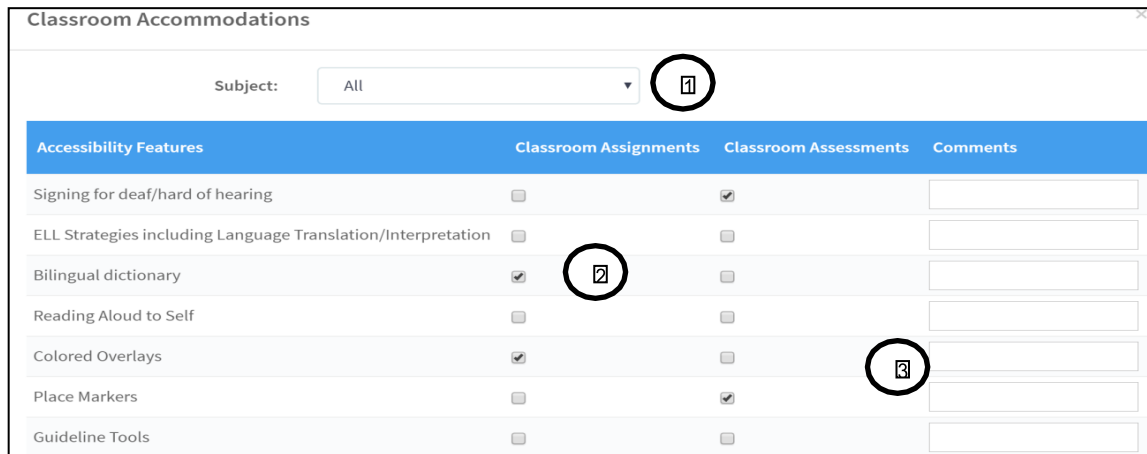 Classroom Accommodations ×
Subject: All 1
Accessibility Features Classroom Assignments Classroom Assessments Comments
Signing for deaf/hard of hearing
ELL Strategies including Language Translation/Interpretation
Bilingual dictionary 2
Reading Aloud to Self
Colored Overlays
3
Place Markers
Guideline Tools